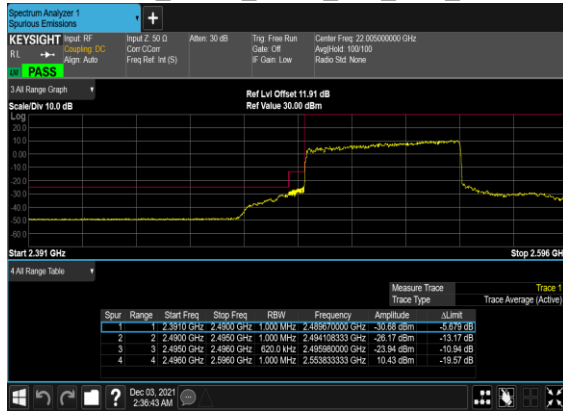 Spectrum Analyzer 1
Spurious Emissions
+
KEYSIGHT
Input: RF
Input Z: 50 Ω
Atten: 30 dB
Trig: Free Run
Center Freq: 22.005000000 GHz
RL
Coupling: DC
Corr CCorr
Gate: Off
Avg|Hold: 100/100
Align: Auto
Freq Ref: Int (S)
IF Gain: Low
Radio Std: None
PASS
3 All Range Graph
Ref Lvl Offset 11.91 dB
Scale/Div 10.0 dB
Ref Value 30.00 dBm
Log
20.0
10.0
0.00
-10.0
-20.0
-30.0
-40.0
-50.0
-60.0
Start 2.391 GHz
Stop 2.596 GH
4 All Range Table
Measure Trace Trace 1
Trace Type Trace Average (Active)
Spur Range Start Freq Stop Freq RBW Frequency Amplitude ΔLimit
1 1 2.3910 GHz 2.4900 GHz 1.000 MHz 2.489670000 GHz -30.68 dBm -5.679 dB
2 2 2.4900 GHz 2.4950 GHz 1.000 MHz 2.494108333 GHz -26.17 dBm -13.17 dB
3 3 2.4950 GHz 2.4960 GHz 620.0 kHz 2.495980000 GHz -23.94 dBm -10.94 dB
4 4 2.4960 GHz 2.5960 GHz 1.000 MHz 2.553833333 GHz 10.43 dBm -19.57 dB
?
Dec 03, 2021
2:36:43 AM